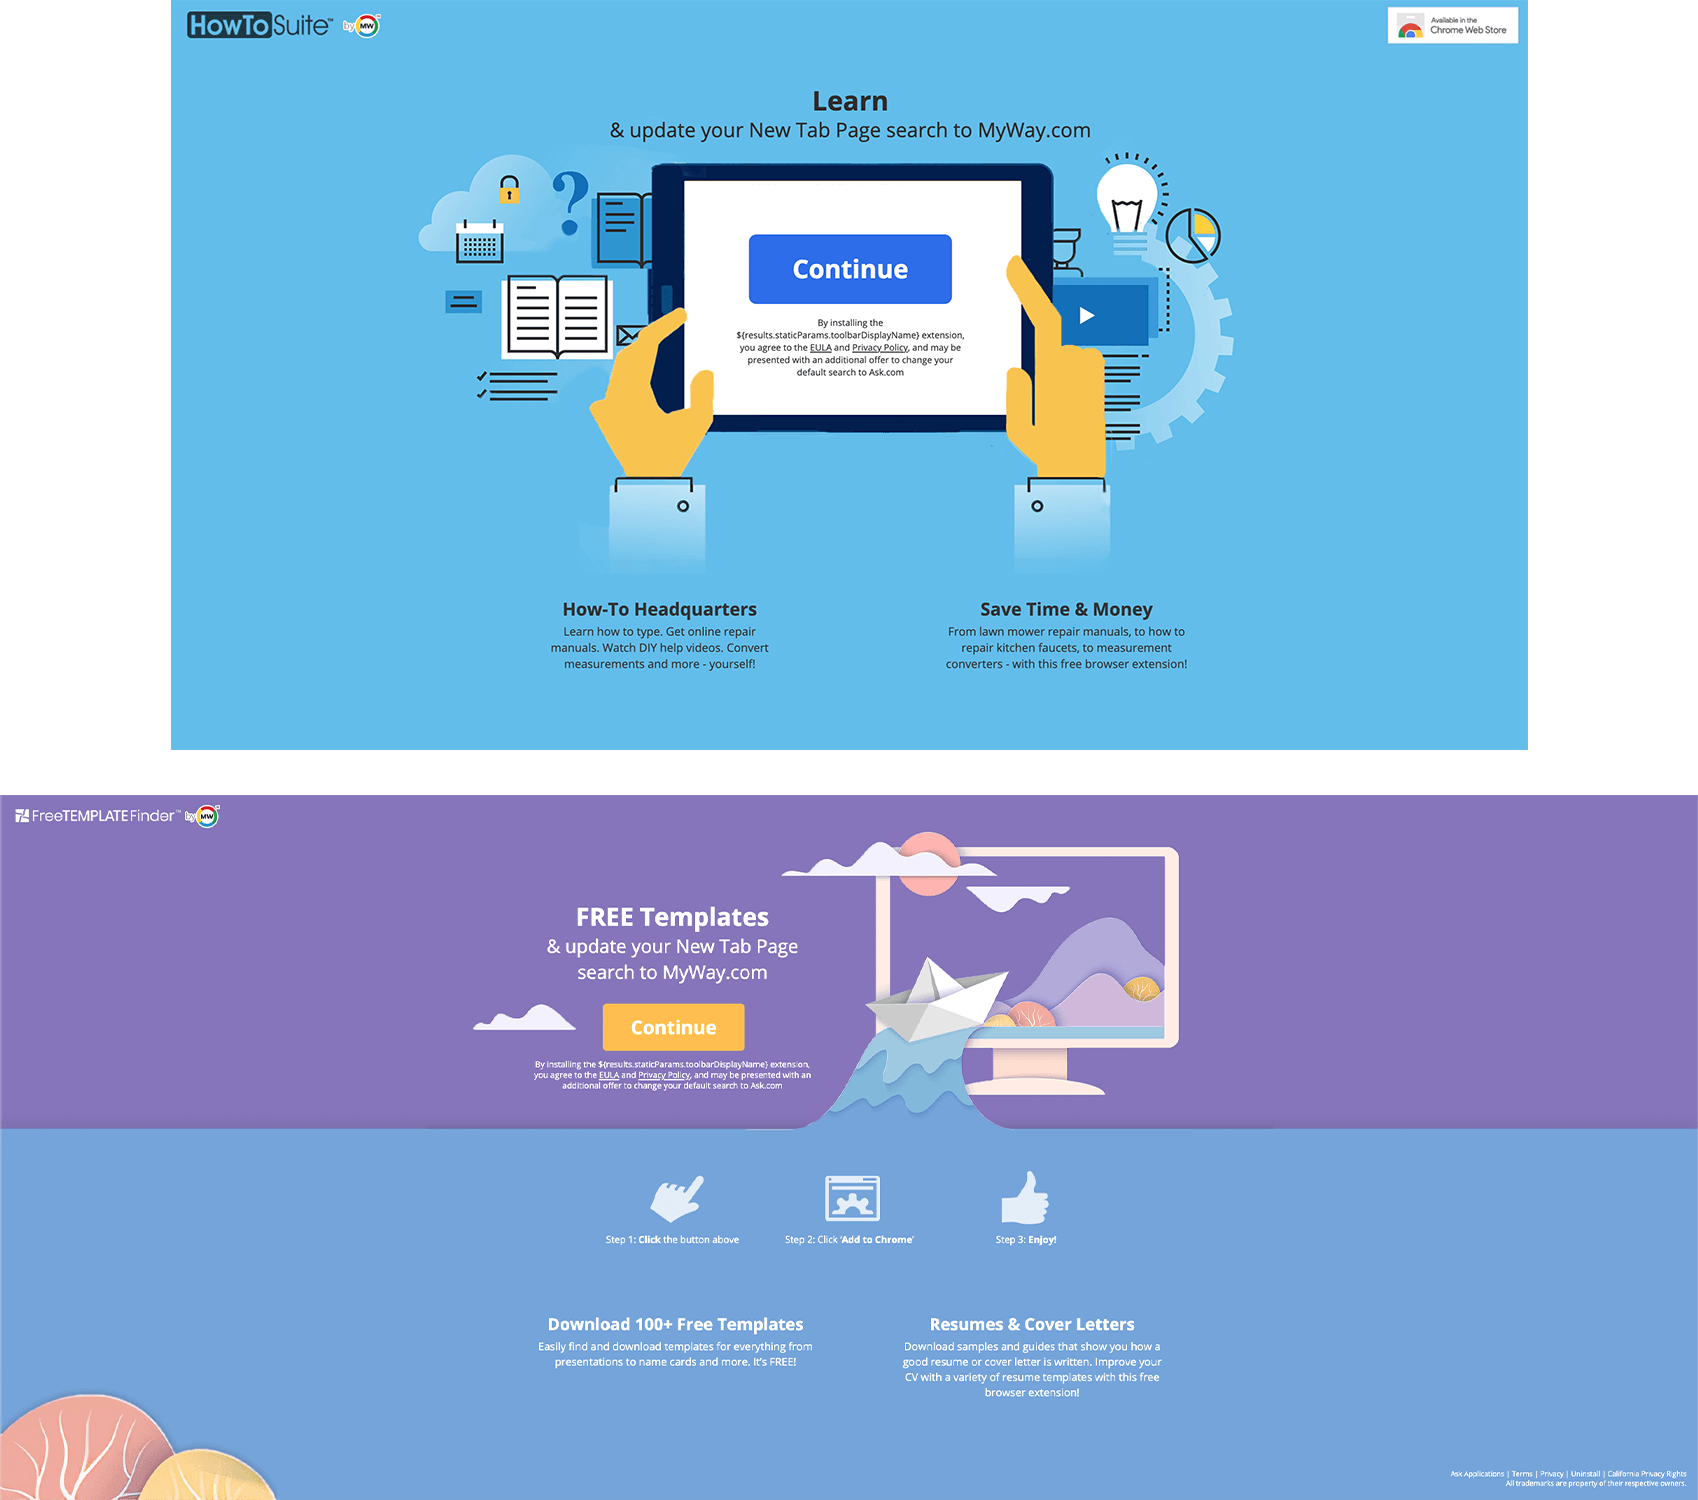 HowToSuite™ by MW™
Available in the
Chrome Web Store
Learn
& update your New Tab Page search to MyWay.com
?
Continue
By installing the
${results.staticParams.toolbarDisplayName} extension,
you agree to the EULA and Privacy Policy, and may be
presented with an additional offer to change your
default search to Ask.com
How-To Headquarters
Learn how to type. Get online repair
manuals. Watch DIY help videos. Convert
measurements and more - yourself!
Save Time & Money
From lawn mower repair manuals, to how to
repair kitchen faucets, to measurement
converters - with this free browser extension!
FreeTEMPLATEFinder™ by MW™
FREE Templates
& update your New Tab Page
search to MyWay.com
Continue
By installing the ${results.staticParams.toolbarDisplayName} extension,
you agree to the EULA and Privacy Policy, and may be presented with an
additional offer to change your default search to Ask.com
Step 1: Click the button above
Step 2: Click 'Add to Chrome'
Step 3: Enjoy!
Download 100+ Free Templates
Easily find and download templates for everything from
presentations to name cards and more. It's FREE!
Resumes & Cover Letters
Download samples and guides that show you how a
good resume or cover letter is written. Improve your
CV with a variety of resume templates with this free
browser extension!
Ask Applications | Terms | Privacy | Uninstall | California Privacy Rights
All trademarks are property of their respective owners.